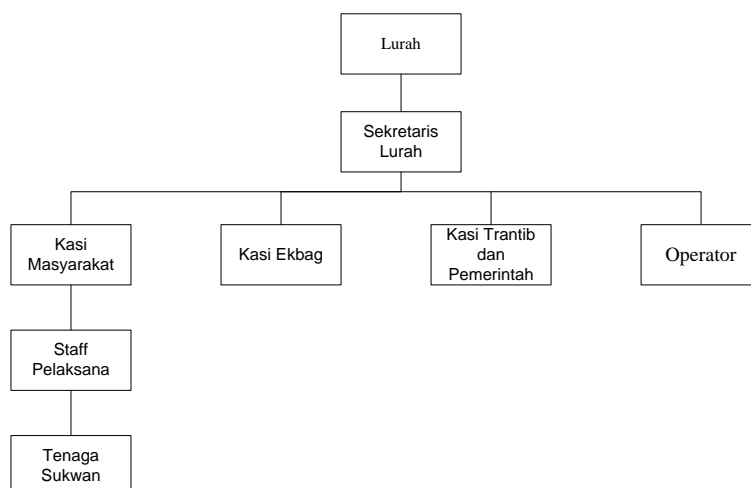 Lurah
Sekretaris
Lurah
Kasi
Masyarakat
Kasi Ekbag
Kasi Trantib
dan
Pemerintah
Operator
Staff
Pelaksana
Tenaga
Sukwan